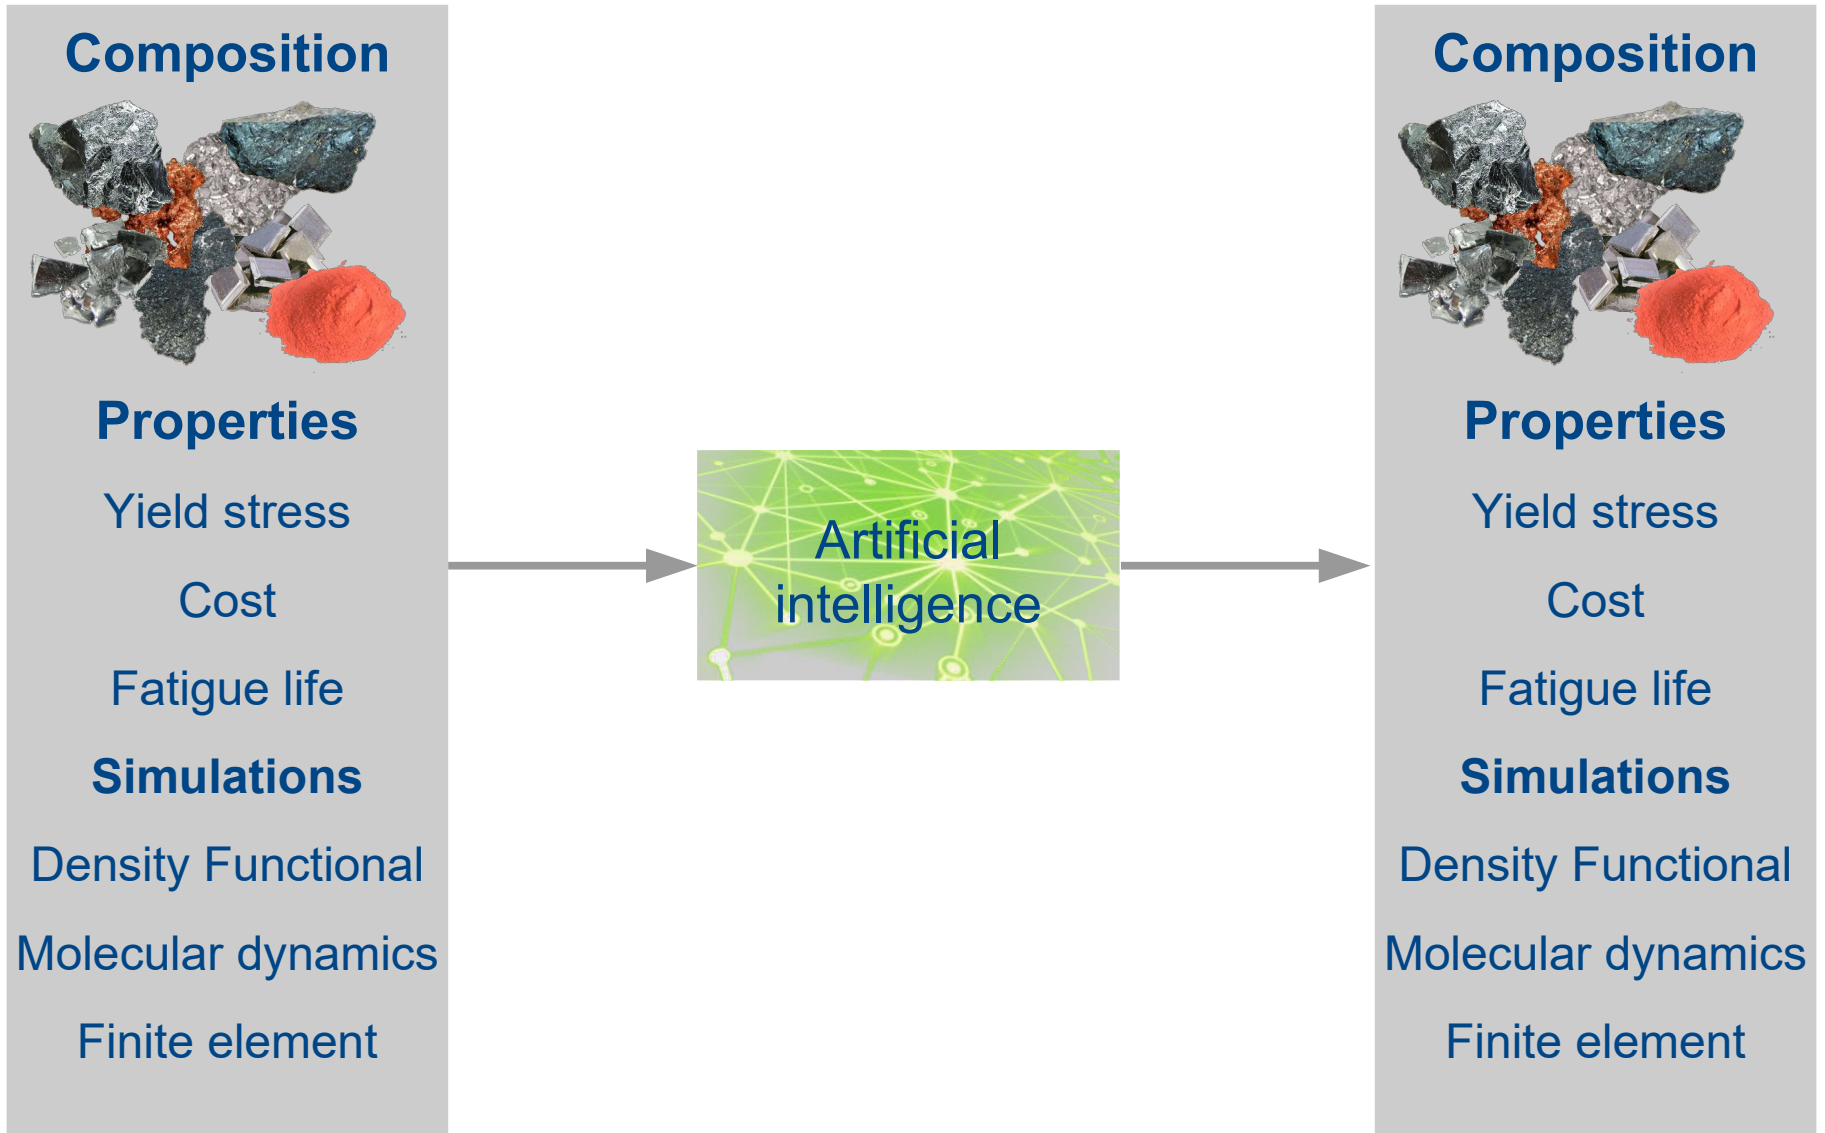 Composition
Properties
Yield stress
Cost
Fatigue life
Simulations
Density Functional
Molecular dynamics
Finite element
Artificial
intelligence
Composition
Properties
Yield stress
Cost
Fatigue life
Simulations
Density Functional
Molecular dynamics
Finite element